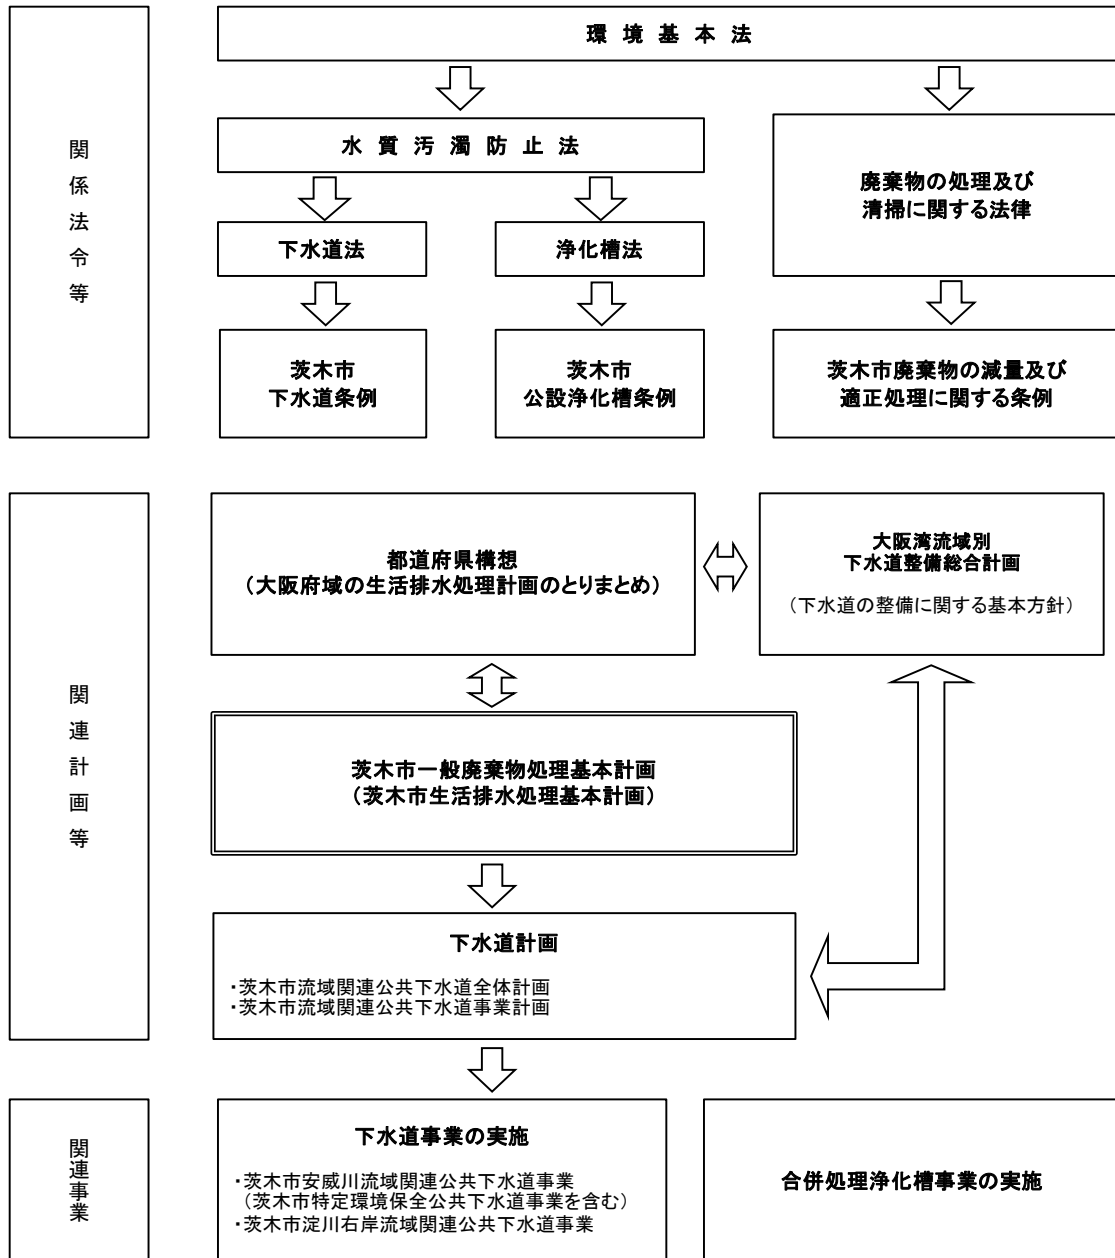 関係法令等
環境基本法
水質汚濁防止法
廃棄物の処理及び
清掃に関する法律
下水道法
浄化槽法
茨木市
下水道条例
茨木市
公設浄化槽条例
茨木市廃棄物の減量及び
適正処理に関する条例
関連計画等
都道府県構想
（大阪府域の生活排水処理計画のとりまとめ）
大阪湾流域別
下水道整備総合計画
（下水道の整備に関する基本方針）
茨木市一般廃棄物処理基本計画
（茨木市生活排水処理基本計画）
下水道計画
・茨木市流域関連公共下水道全体計画
・茨木市流域関連公共下水道事業計画
関連事業
下水道事業の実施
・茨木市安威川流域関連公共下水道事業
（茨木市特定環境保全公共下水道事業を含む）
・茨木市淀川右岸流域関連公共下水道事業
合併処理浄化槽事業の実施